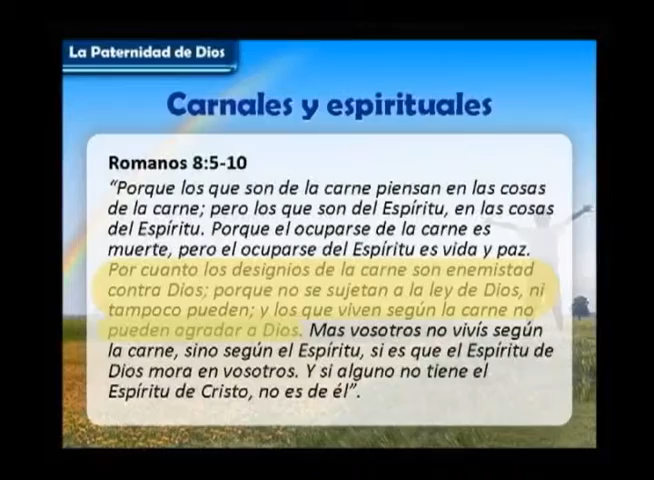 La Paternidad de Dios
Carnales y espirituales
Romanos 8:5-10
“Porque los que son de la carne piensan en las cosas
de la carne; pero los que son del Espíritu, en las cosas
del Espíritu. Porque el ocuparse de la carne es
muerte, pero el ocuparse del Espíritu es vida y paz.
Por cuanto los designios de la carne son enemistad
contra Dios; porque no se sujetan a la ley de Dios, ni
tampoco pueden; y los que viven según la carne no
pueden agradar a Dios. Mas vosotros no vivís según
la carne, sino según el Espíritu, si es que el Espíritu de
Dios mora en vosotros. Y si alguno no tiene el
Espíritu de Cristo, no es de él”.